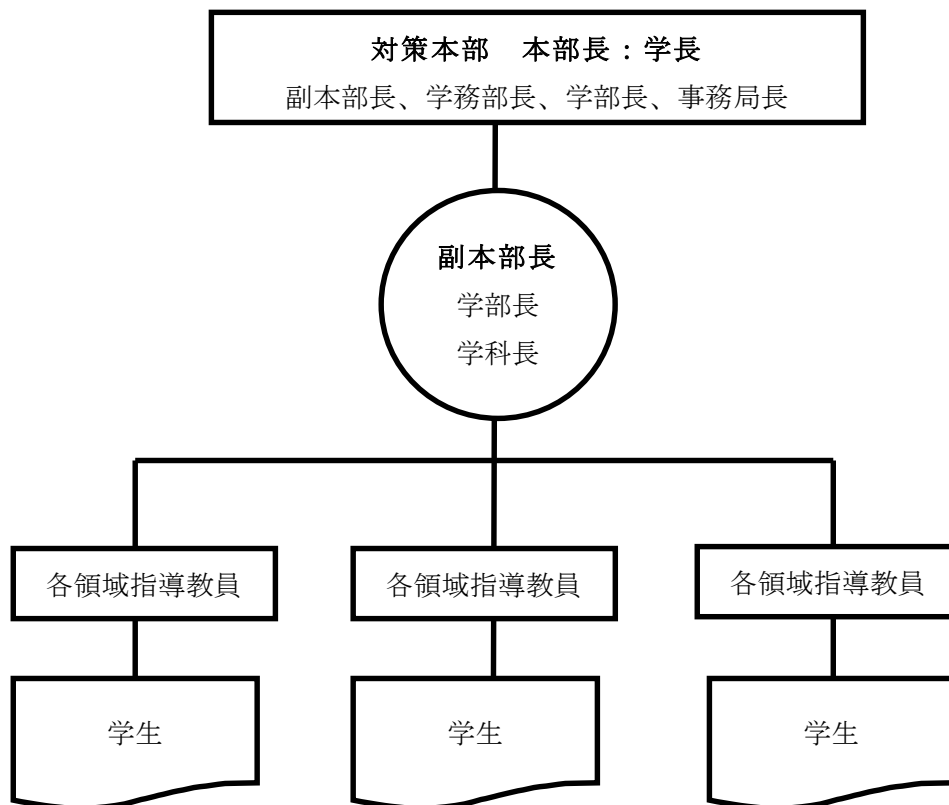 対策本部　本部長：学長
副本部長、学務部長、学部長、事務局長
副本部長
学部長
学科長
各領域指導教員
各領域指導教員
各領域指導教員
学生
学生
学生